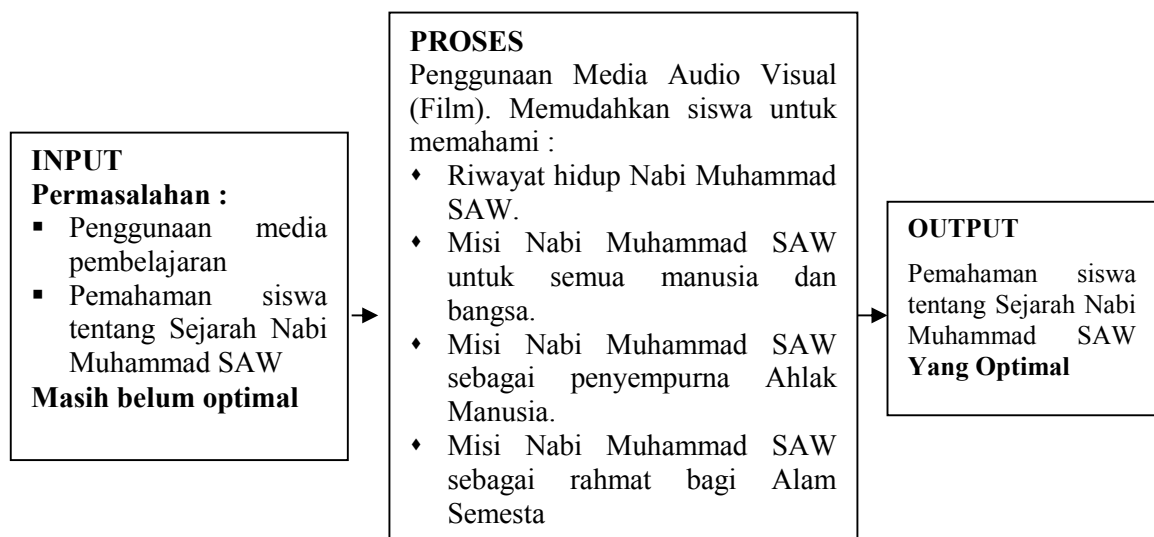 INPUT
Permasalahan :
▪ Penggunaan media
pembelajaran
▪ Pemahaman siswa
tentang Sejarah Nabi
Muhammad SAW
Masih belum optimal
PROSES
Penggunaan Media Audio Visual
(Film). Memudahkan siswa untuk
memahami :
♦ Riwayat hidup Nabi Muhammad
SAW.
♦ Misi Nabi Muhammad SAW
untuk semua manusia dan
bangsa.
♦ Misi Nabi Muhammad SAW
sebagai penyempurna Ahlak
Manusia.
♦ Misi Nabi Muhammad SAW
sebagai rahmat bagi Alam
Semesta
OUTPUT
Pemahaman siswa
tentang Sejarah Nabi
Muhammad SAW
Yang Optimal